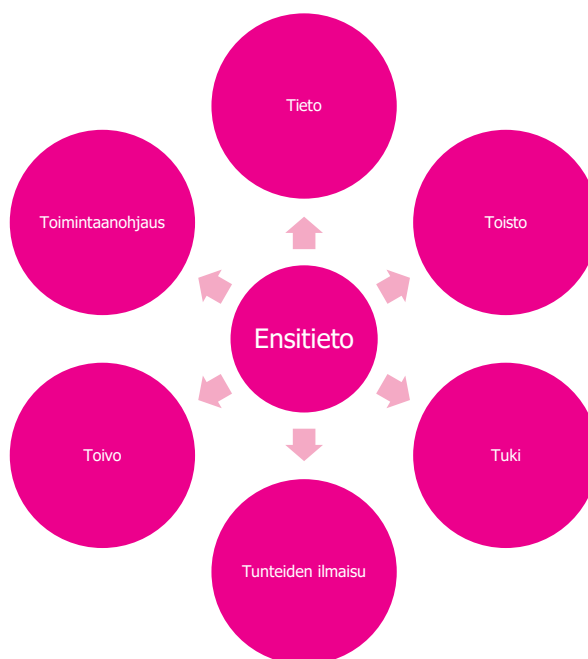 Tieto
Toimintaanohjaus
Toisto
Ensitieto
Toivo
Tuki
Tunteiden ilmaisu